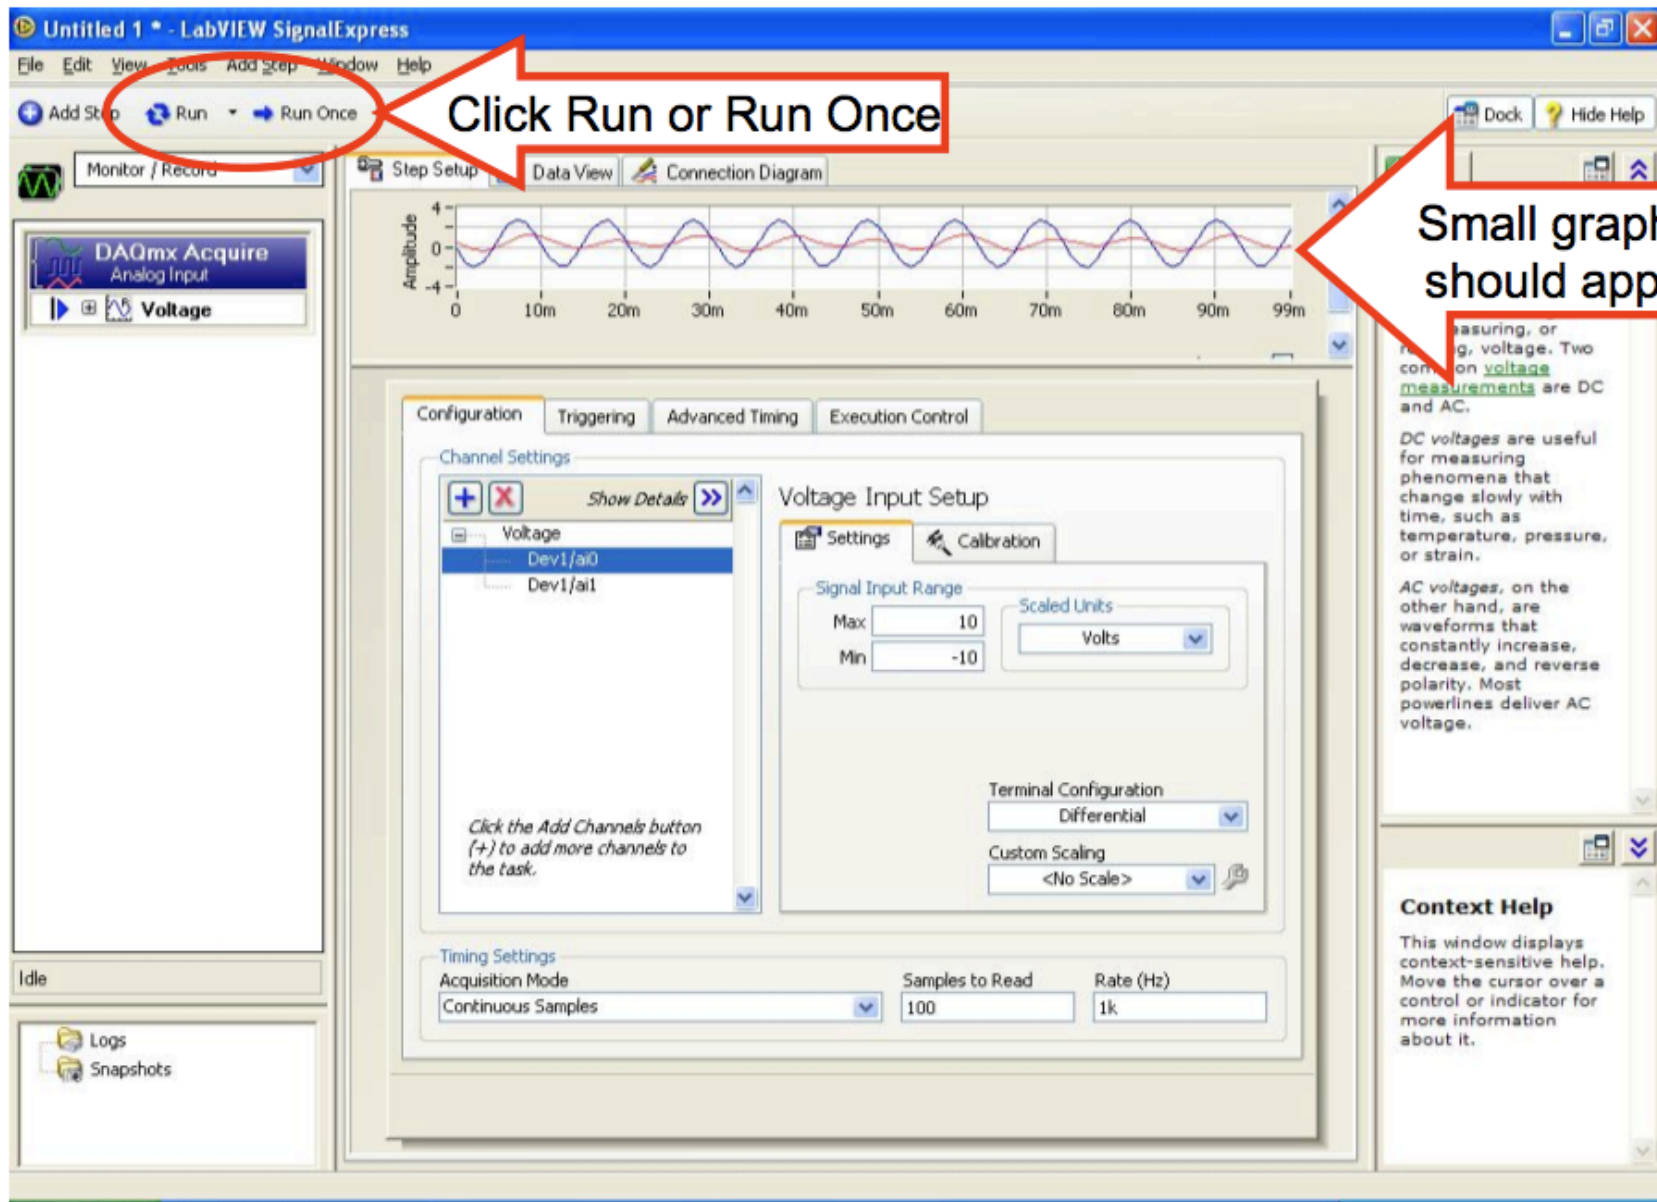 Untitled 1 * - LabVIEW SignalExpress
File Edit View Tools Add Step Window Help
Add Step Run Run Once
Click Run or Run Once
Dock Hide Help
Monitor / Record
Step Setup Data View Connection Diagram
Small graph
should app
DAQmx Acquire
Analog Input
Voltage
Amplitude
4
0
-4
0 10m 20m 30m 40m 50m 60m 70m 80m 90m 99m
measuring, or
voltage. Two
common voltage
measurements are DC
and AC.
DC voltages are useful
for measuring
phenomena that
change slowly with
time, such as
temperature, pressure,
or strain.
AC voltages, on the
other hand, are
waveforms that
constantly increase,
decrease, and reverse
polarity. Most
powerlines deliver AC
voltage.
Configuration Triggering Advanced Timing Execution Control
Channel Settings
Show Details
Voltage
Dev1/ai0
Dev1/ai1
Click the Add Channels button
(+) to add more channels to
the task.
Voltage Input Setup
Settings Calibration
Signal Input Range
Max 10
Min -10
Scaled Units
Volts
Terminal Configuration
Differential
Custom Scaling
<No Scale>
Timing Settings
Acquisition Mode Samples to Read Rate (Hz)
Continuous Samples 100 1k
Idle
Logs
Snapshots
Context Help
This window displays
context-sensitive help.
Move the cursor over a
control or indicator for
more information
about it.